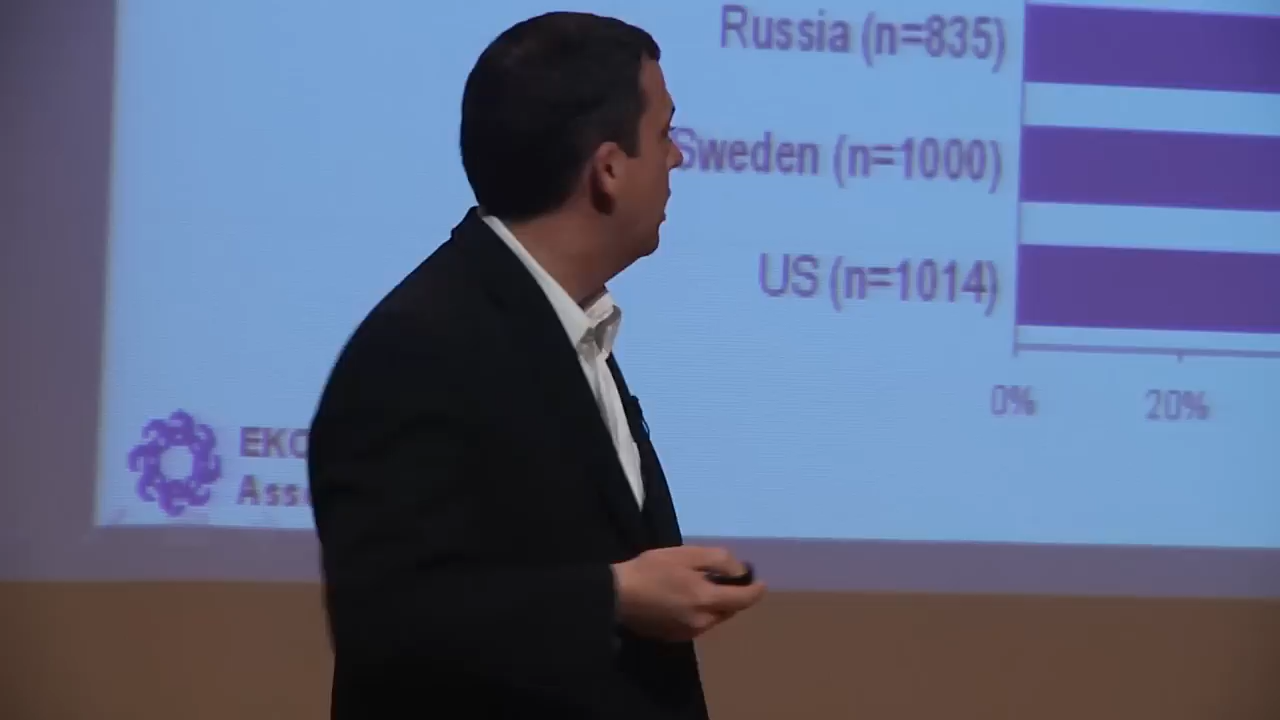 Russia (n=835)
Sweden (n=1000)
US (n=1014)
0% 20%